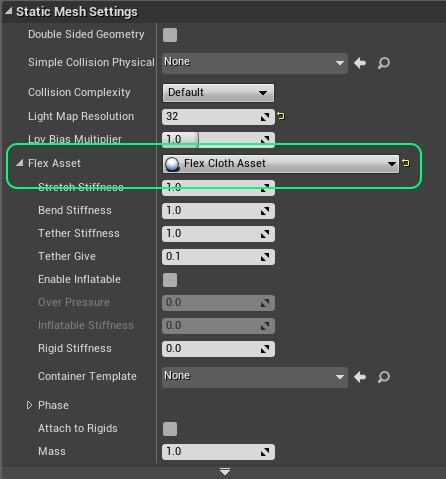 Static Mesh Settings
Double Sided Geometry
Simple Collision Physical None
Collision Complexity Default
Light Map Resolution 32
Lpv Bias Multiplier 1.0
Flex Asset Flex Cloth Asset
Stretch Stiffness 1.0
Bend Stiffness 1.0
Tether Stiffness 1.0
Tether Give 0.1
Enable Inflatable
Over Pressure 0.0
Inflatable Stiffness 0.0
Rigid Stiffness 0.0
Container Template None
Phase
Attach to Rigids
Mass 1.0